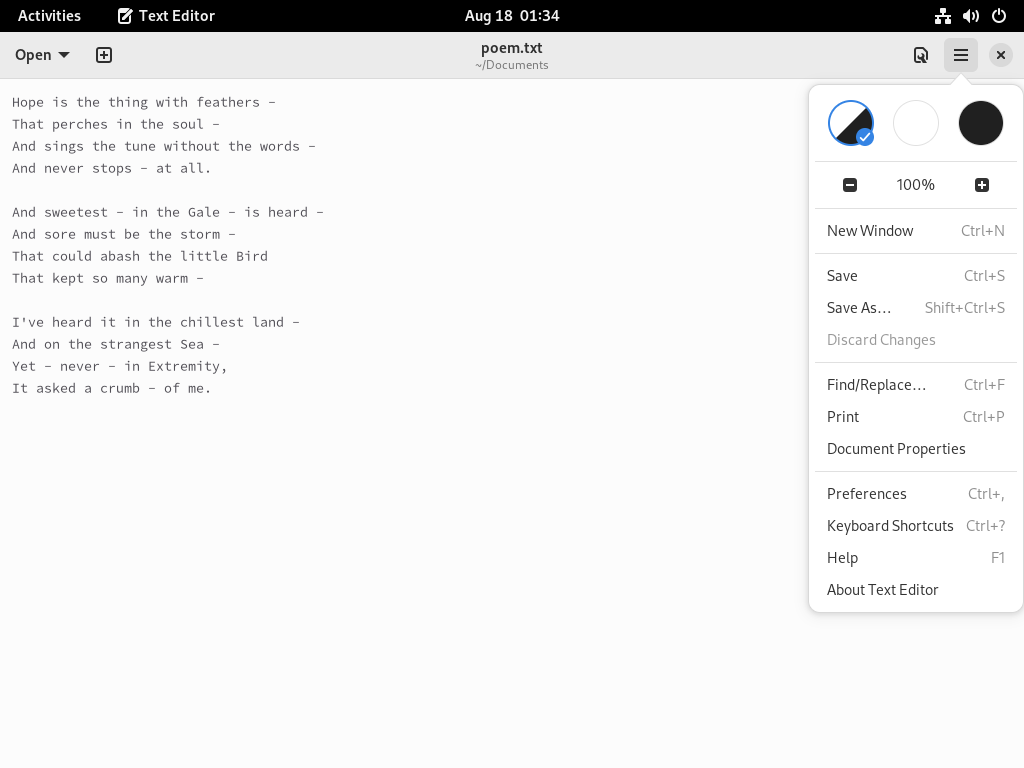 Activities Text Editor Aug 18 01:34
Open poem.txt
~/Documents
Hope is the thing with feathers –
That perches in the soul –
And sings the tune without the words –
And never stops – at all.
And sweetest – in the Gale – is heard –
And sore must be the storm –
That could abash the little Bird
That kept so many warm –
I've heard it in the chillest land –
And on the strangest Sea –
Yet – never – in Extremity,
It asked a crumb – of me.
100%
New Window Ctrl+N
Save Ctrl+S
Save As… Shift+Ctrl+S
Discard Changes
Find/Replace… Ctrl+F
Print Ctrl+P
Document Properties
Preferences Ctrl+,
Keyboard Shortcuts Ctrl+?
Help F1
About Text Editor